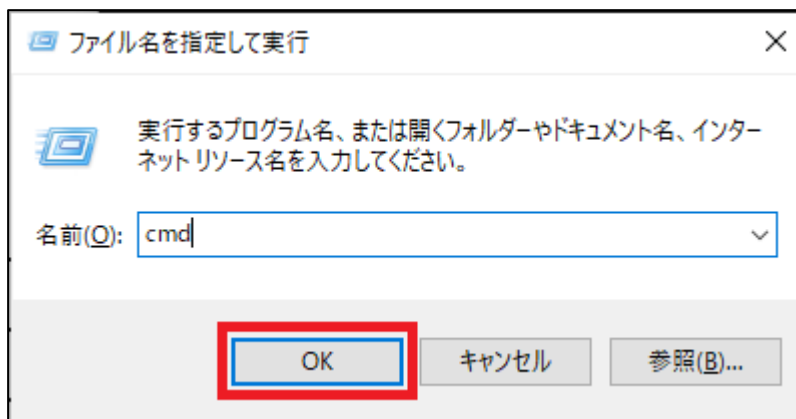 ファイル名を指定して実行
実行するプログラム名、または開くフォルダーやドキュメント名、インター
ネット リソース名を入力してください。
名前(O): cmd
OK キャンセル 参照(B)...